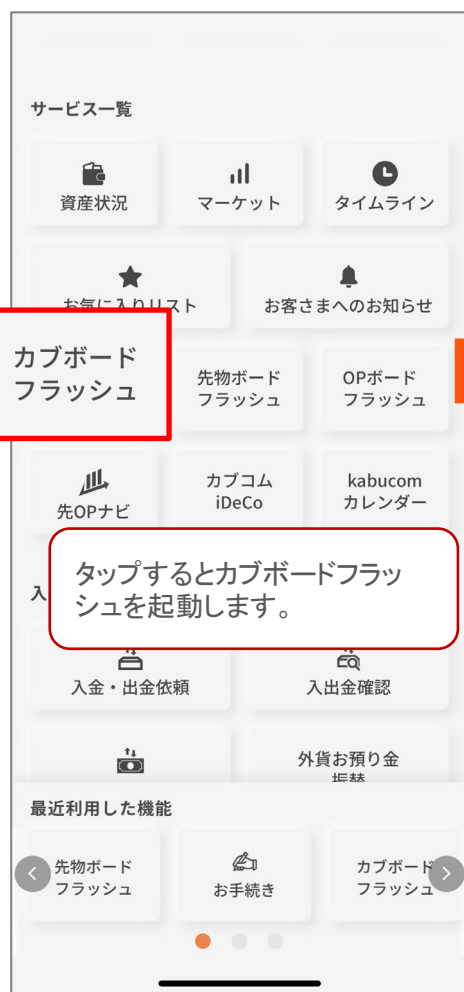 サービス一覧
資産状況
マーケット
タイムライン
お気に入りリスト
お客さまへのお知らせ
カブボード
フラッシュ
先物ボード
フラッシュ
OPボード
フラッシュ
先OPナビ
カブコム
iDeCo
kabucom
カレンダー
タップするとカブボードフラッ
シュを起動します。
入
入金・出金依頼
入出金確認
外貨お預り金
振替
最近利用した機能
先物ボード
フラッシュ
お手続き
カブボード
フラッシュ